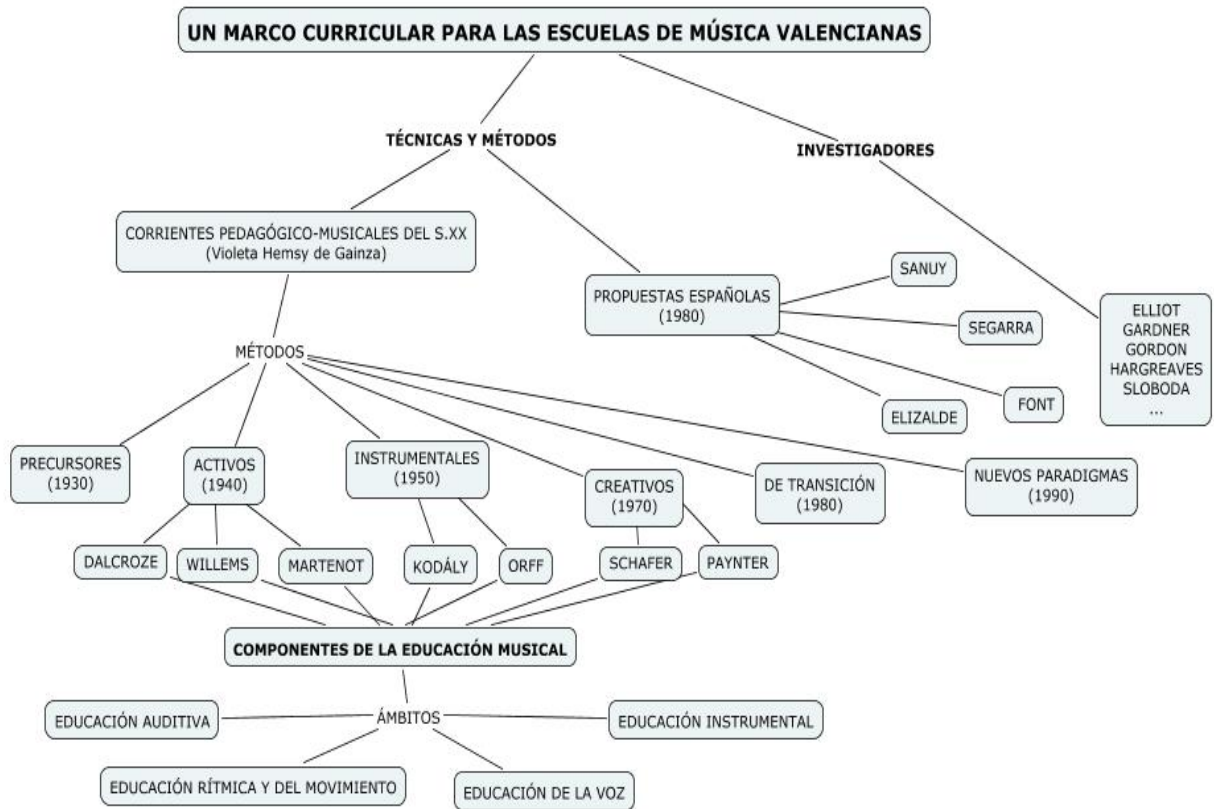 UN MARCO CURRICULAR PARA LAS ESCUELAS DE MÚSICA VALENCIANAS
TÉCNICAS Y MÉTODOS
INVESTIGADORES
CORRIENTES PEDAGÓGICO-MUSICALES DEL S.XX
(Violeta Hemsy de Gainza)
PROPUESTAS ESPAÑOLAS
(1980)
SANUY
SEGARRA
FONT
ELIZALDE
ELLIOT
GARDNER
GORDON
HARGREAVES
SLOBODA
...
MÉTODOS
PRECURSORES
(1930)
ACTIVOS
(1940)
INSTRUMENTALES
(1950)
CREATIVOS
(1970)
DE TRANSICIÓN
(1980)
NUEVOS PARADIGMAS
(1990)
DALCROZE
WILLEMS
MARTENOT
KODÁLY
ORFF
SCHAFER
PAYNTER
COMPONENTES DE LA EDUCACIÓN MUSICAL
ÁMBITOS
EDUCACIÓN AUDITIVA
EDUCACIÓN INSTRUMENTAL
EDUCACIÓN RÍTMICA Y DEL MOVIMIENTO
EDUCACIÓN DE LA VOZ